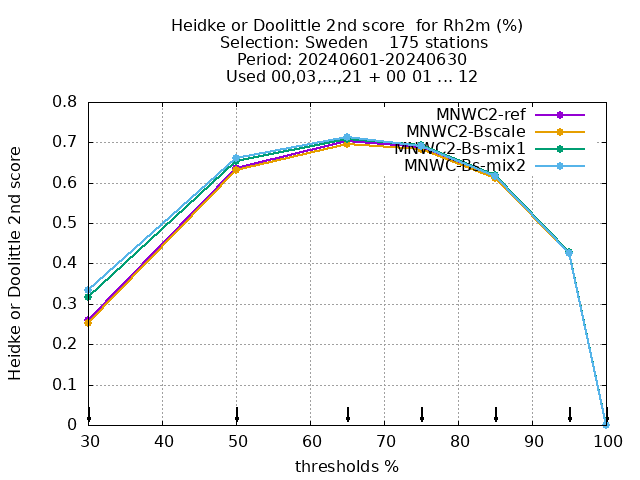 Heidke or Doolittle 2nd score  for Rh2m (%)
Selection: Sweden    175 stations
Period: 20240601-20240630
Used 00,03,...,21 + 00 01 ... 12
MNWC2-ref
MNWC2-Bscale
MNWC2-Bs-mix1
MNWC-Bs-mix2
Heidke or Doolittle 2nd score
0.8
0.7
0.6
0.5
0.4
0.3
0.2
0.1
0
30 40 50 60 70 80 90 100
thresholds %